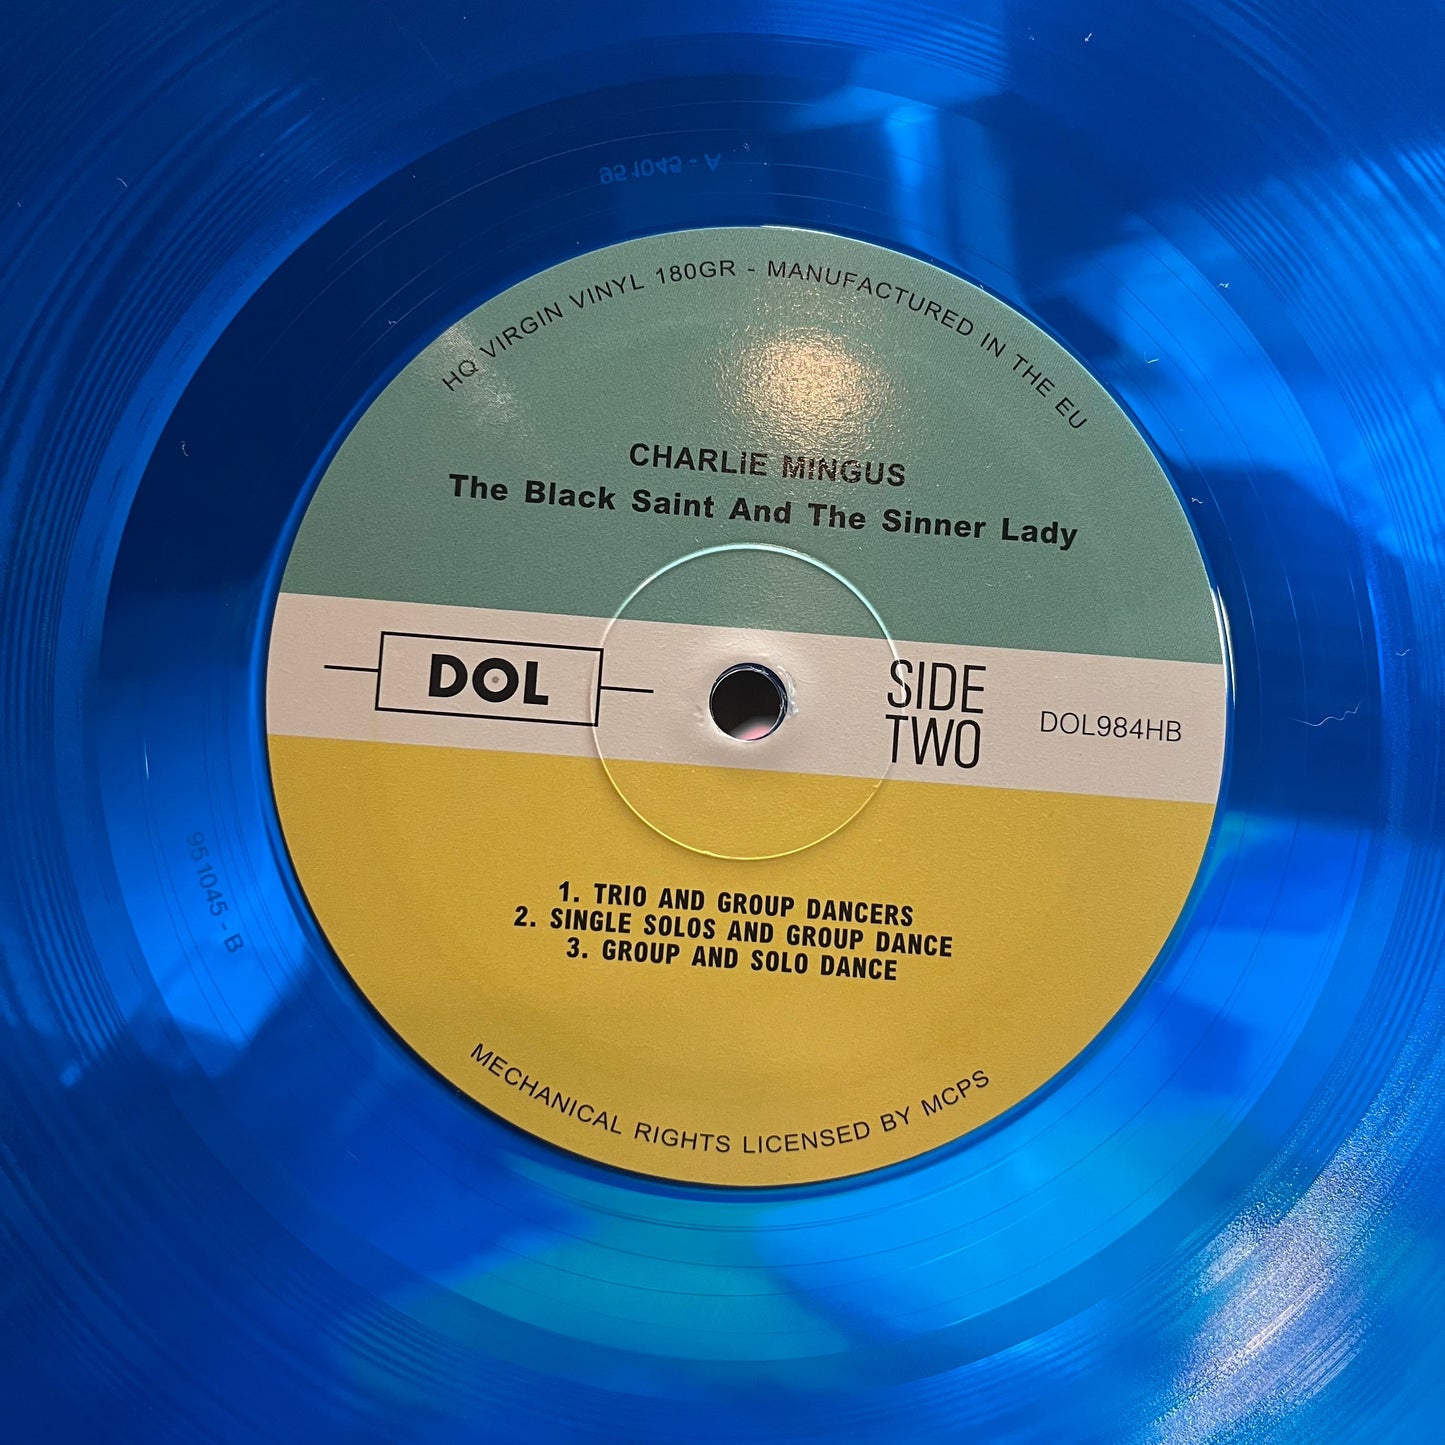 951045 - A
HQ VIRGIN VINYL 180GR - MANUFACTURED IN THE EU
CHARLIE MINGUS
The Black Saint And The Sinner Lady
DOL
SIDE
TWO
DOL984HB
951045 - B
1. TRIO AND GROUP DANCERS
2. SINGLE SOLOS AND GROUP DANCE
3. GROUP AND SOLO DANCE
MECHANICAL RIGHTS LICENSED BY MCPS